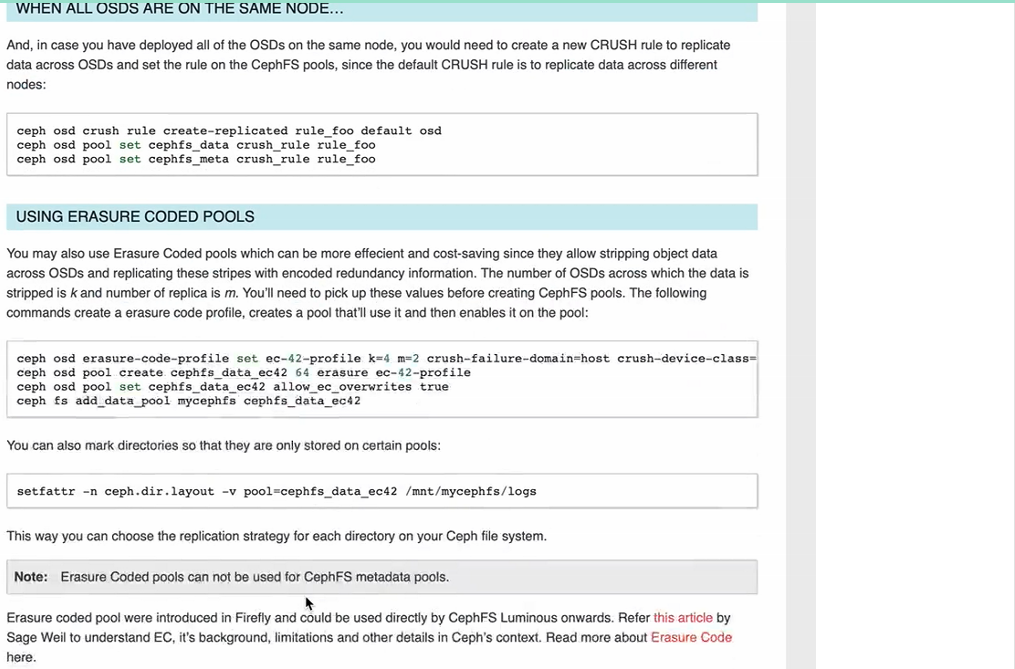 WHEN ALL OSDS ARE ON THE SAME NODE…
And, in case you have deployed all of the OSDs on the same node, you would need to create a new CRUSH rule to replicate
data across OSDs and set the rule on the CephFS pools, since the default CRUSH rule is to replicate data across different
nodes:
ceph osd crush rule create-replicated rule_foo default osd
ceph osd pool set cephfs_data crush_rule rule_foo
ceph osd pool set cephfs_meta crush_rule rule_foo
USING ERASURE CODED POOLS
You may also use Erasure Coded pools which can be more effecient and cost-saving since they allow stripping object data
across OSDs and replicating these stripes with encoded redundancy information. The number of OSDs across which the data is
stripped is k and number of replica is m. You'll need to pick up these values before creating CephFS pools. The following
commands create a erasure code profile, creates a pool that'll use it and then enables it on the pool:
ceph osd erasure-code-profile set ec-42-profile k=4 m=2 crush-failure-domain=host crush-device-class=
ceph osd pool create cephfs_data_ec42 64 erasure ec-42-profile
ceph osd pool set cephfs_data_ec42 allow_ec_overwrites true
ceph fs add_data_pool mycephfs cephfs_data_ec42
You can also mark directories so that they are only stored on certain pools:
setfattr -n ceph.dir.layout -v pool=cephfs_data_ec42 /mnt/mycephfs/logs
This way you can choose the replication strategy for each directory on your Ceph file system.
Note: Erasure Coded pools can not be used for CephFS metadata pools.
Erasure coded pool were introduced in Firefly and could be used directly by CephFS Luminous onwards. Refer this article by
Sage Weil to understand EC, it's background, limitations and other details in Ceph's context. Read more about Erasure Code
here.